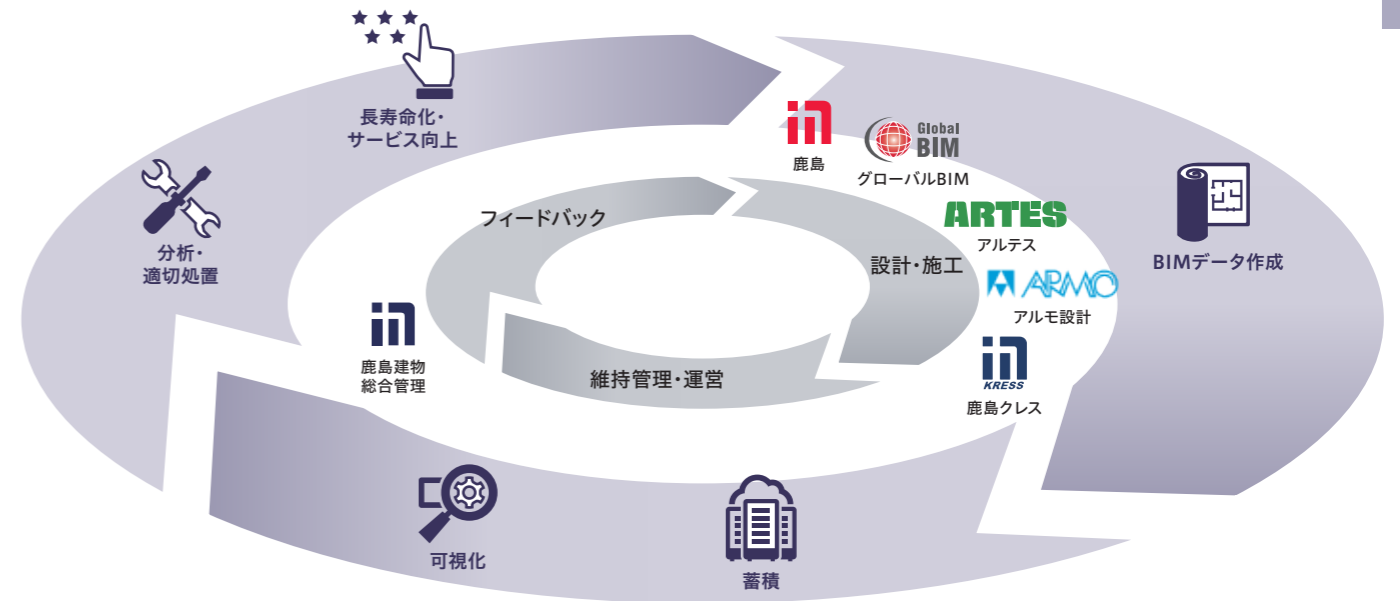 長寿命化・
サービス向上
鹿島
Global
BIM
グローバルBIM
ARTES
アルテス
BIMデータ作成
分析・
適切処置
フィードバック
設計・施工
ARMO
アルモ設計
鹿島建物
総合管理
維持管理・運営
KRESS
鹿島クレス
可視化
蓄積